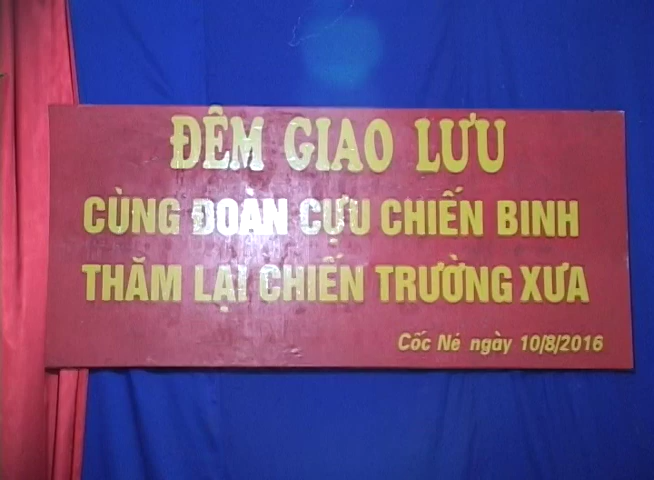 ĐÊM GIAO LƯU
CÙNG ĐOÀN CỰU CHIẾN BINH
THĂM LẠI CHIẾN TRƯỜNG XƯA
Cốc Né ngày 10/8/2016